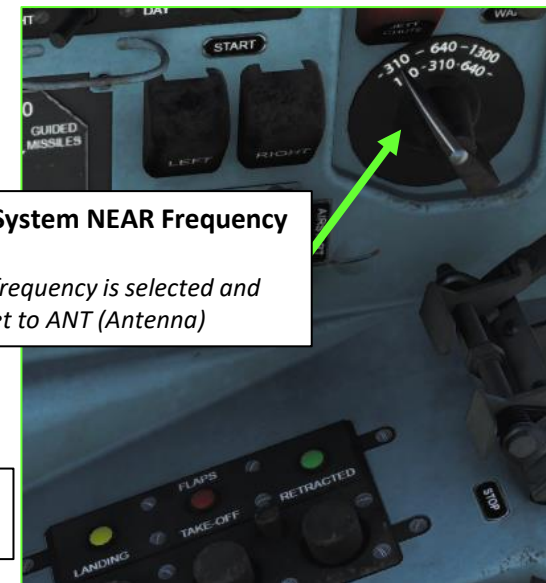 DAY
START
LEFT
RIGHT
GUIDED
MISSILES
-310 – 640 -1300
-310-640-
System NEAR Frequency
frequency is selected and
et to ANT (Antenna)
FLAPS
LANDING
TAKE-OFF
RETRACTED
STOP